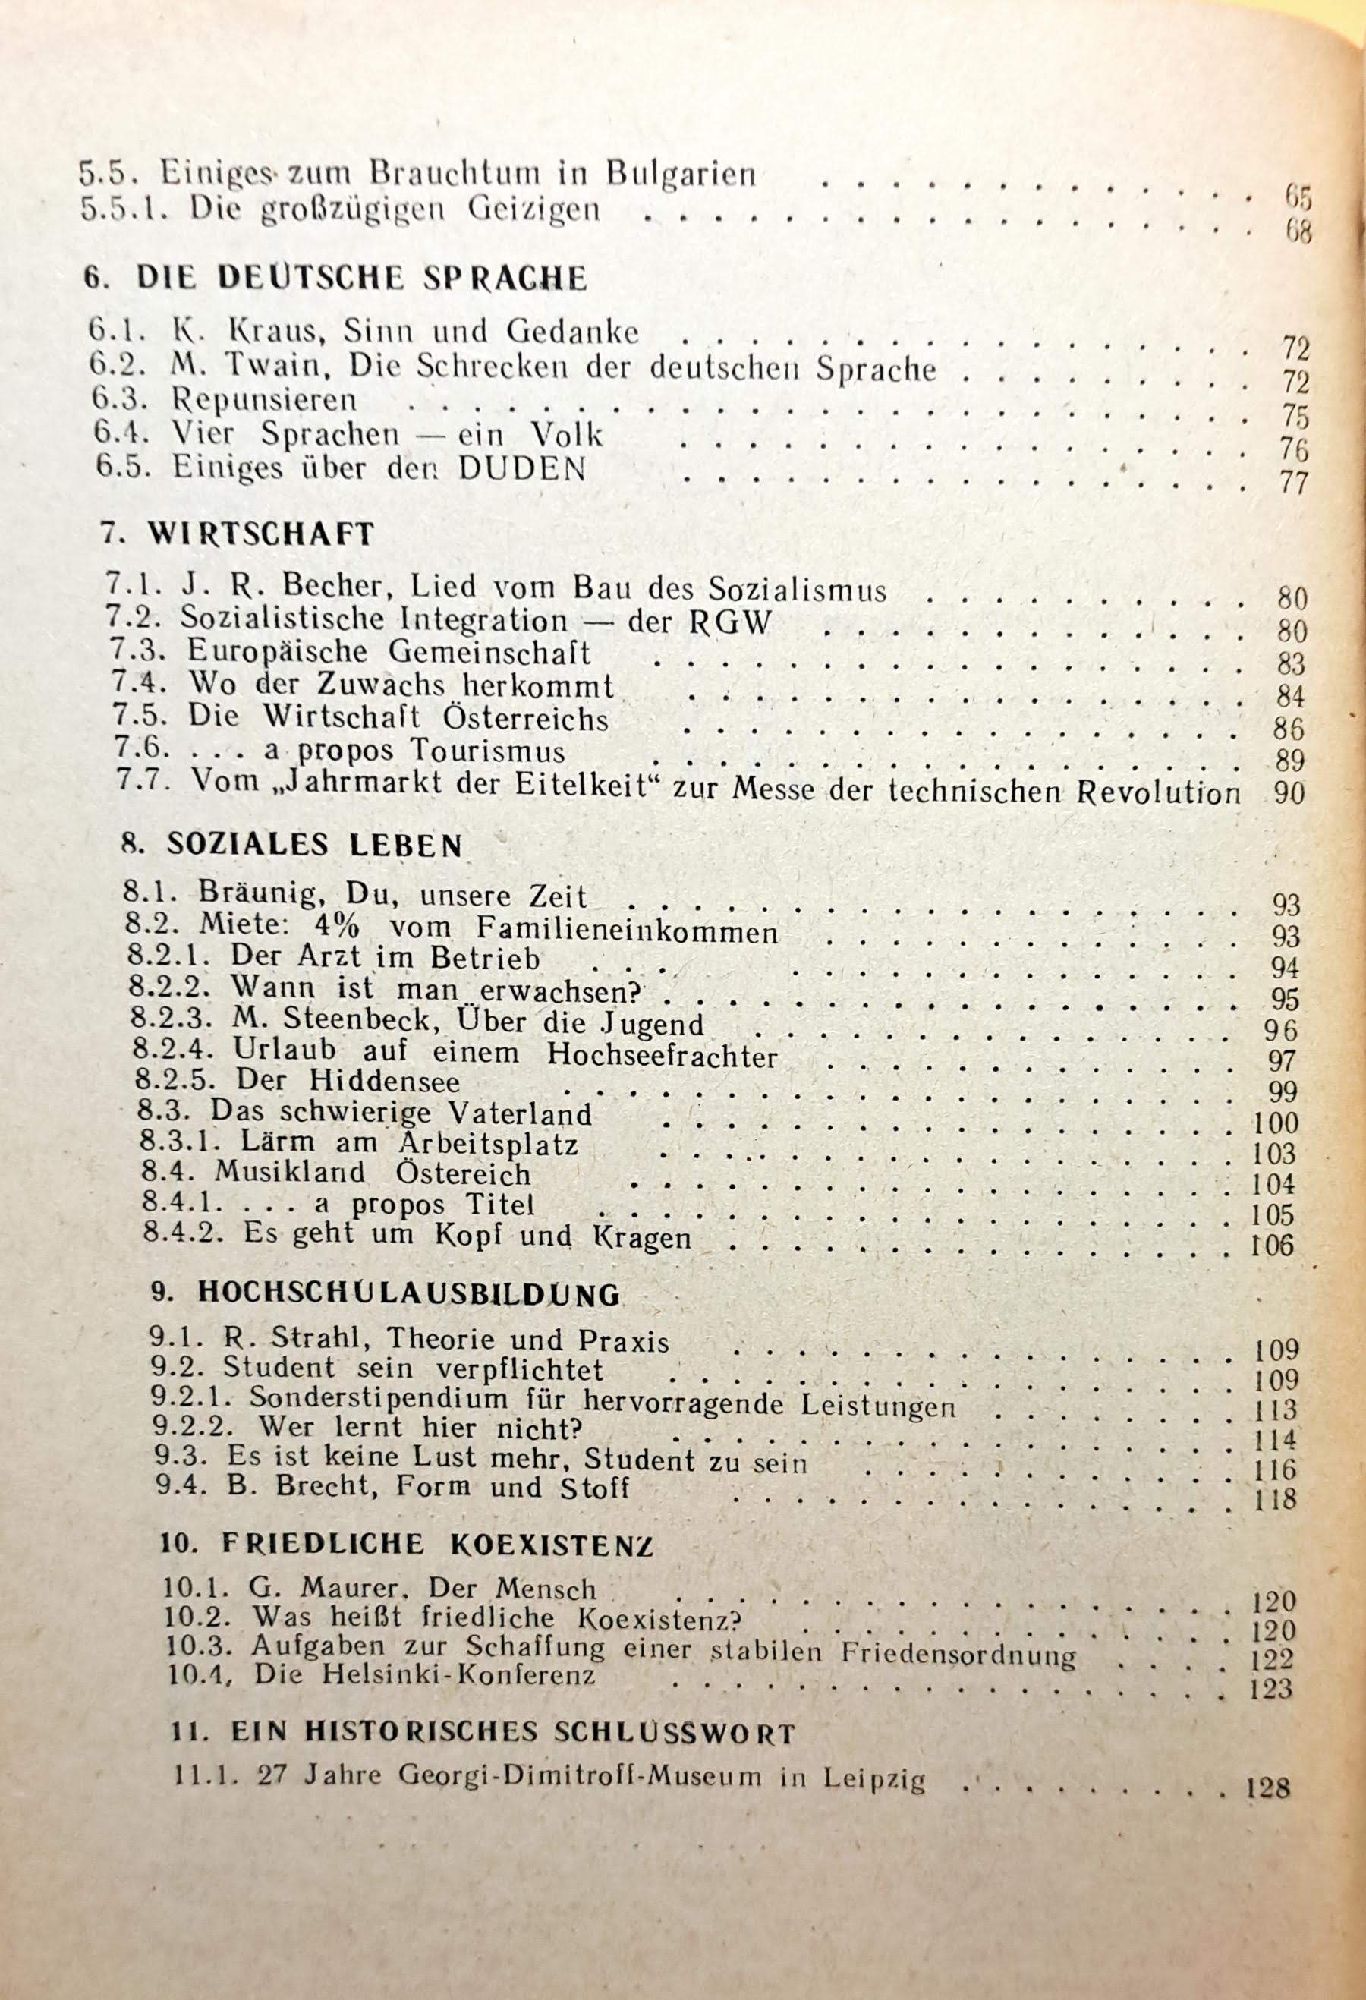 5.5. Einiges zum Brauchtum in Bulgarien . . . . . . . . . . . . . 65
5.5.1. Die großzügigen Geizigen . . . . . . . . . . . . . . . . . . 68
6. DIE DEUTSCHE SPRACHE
6.1. K. Kraus, Sinn und Gedanke . . . . . . . . . . . . . . . . . 72
6.2. M. Twain, Die Schrecken der deutschen Sprache . . . . . . . . . 72
6.3. Repunsieren . . . . . . . . . . . . . . . . . . . . . . . . . 75
6.4. Vier Sprachen — ein Volk . . . . . . . . . . . . . . . . . 76
6.5. Einiges über den DUDEN . . . . . . . . . . . . . . . . . 77
7. WIRTSCHAFT
7.1. J. R. Becher, Lied vom Bau des Sozialismus . . . . . . . . . . 80
7.2. Sozialistische Integration — der RGW . . . . . . . . . . . . . 80
7.3. Europäische Gemeinschaft . . . . . . . . . . . . . . . . . . 83
7.4. Wo der Zuwachs herkommt . . . . . . . . . . . . . . . . . 84
7.5. Die Wirtschaft Österreichs . . . . . . . . . . . . . . . . . 86
7.6. . . . a propos Tourismus . . . . . . . . . . . . . . . . . . 89
7.7. Vom „Jahrmarkt der Eitelkeit“ zur Messe der technischen Revolution 90
8. SOZIALES LEBEN
8.1. Bräunig, Du, unsere Zeit . . . . . . . . . . . . . . . . . . . 93
8.2. Miete: 4% vom Familieneinkommen . . . . . . . . . . . . . 93
8.2.1. Der Arzt im Betrieb . . . . . . . . . . . . . . . . . 94
8.2.2. Wann ist man erwachsen? . . . . . . . . . . . . . . . . . . 95
8.2.3. M. Steenbeck, Über die Jugend . . . . . . . . . . . . . . . 96
8.2.4. Urlaub auf einem Hochseefrachter . . . . . . . . . . . . . 97
8.2.5. Der Hiddensee . . . . . . . . . . . . . . . . . . . . . 99
8.3. Das schwierige Vaterland . . . . . . . . . . . . . . . . . . 100
8.3.1. Lärm am Arbeitsplatz . . . . . . . . . . . . . . . . . . 103
8.4. Musikland Östereich . . . . . . . . . . . . . . . . . . . 104
8.4.1. . . . a propos Titel . . . . . . . . . . . . . . . . . . . . 105
8.4.2. Es geht um Kopf und Kragen . . . . . . . . . . . . . . . . 106
9. HOCHSCHULAUSBILDUNG
9.1. R. Strahl, Theorie und Praxis . . . . . . . . . . . . . . . . 109
9.2. Student sein verpflichtet . . . . . . . . . . . . . . . . . . 109
9.2.1. Sonderstipendium für hervorragende Leistungen . . . . . . . . 113
9.2.2. Wer lernt hier nicht? . . . . . . . . . . . . . . . . . . 114
9.3. Es ist keine Lust mehr, Student zu sein . . . . . . . . . . . . 116
9.4. B. Brecht, Form und Stoff . . . . . . . . . . . . . . . . 118
10. FRIEDLICHE KOEXISTENZ
10.1. G. Maurer, Der Mensch . . . . . . . . . . . . . . . . . . 120
10.2. Was heißt friedliche Koexistenz? . . . . . . . . . . . . . . 120
10.3. Aufgaben zur Schaffung einer stabilen Friedensordnung . . . . 122
10.4, Die Helsinki-Konferenz . . . . . . . . . . . . . . . . . . 123
11. EIN HISTORISCHES SCHLUSSWORT
11.1. 27 Jahre Georgi-Dimitroff-Museum in Leipzig . . . . . . . . . 128